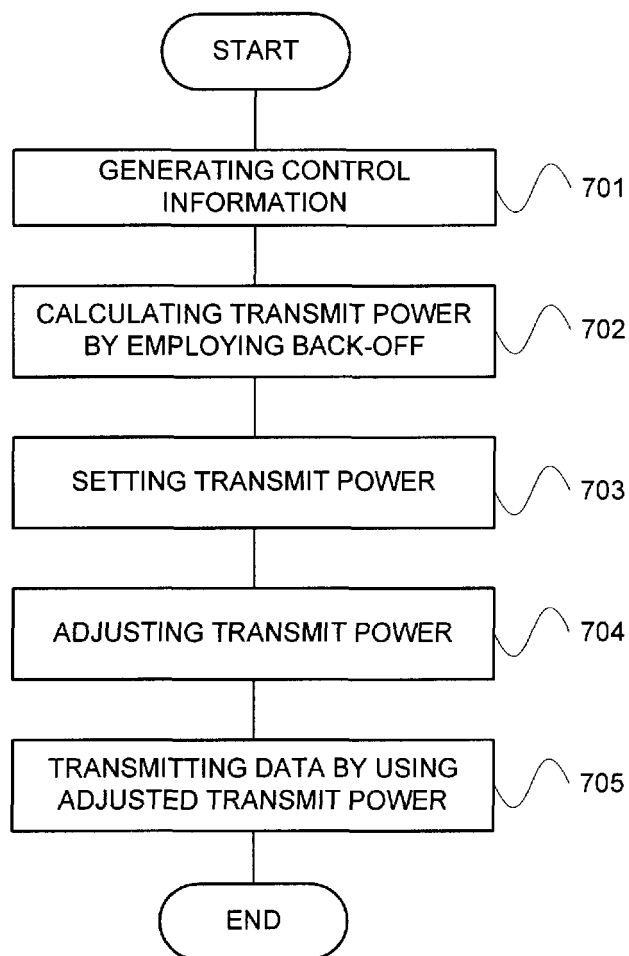 START
GENERATING CONTROL
INFORMATION
701
CALCULATING TRANSMIT POWER
BY EMPLOYING BACK-OFF
702
SETTING TRANSMIT POWER
703
ADJUSTING TRANSMIT POWER
704
TRANSMITTING DATA BY USING
ADJUSTED TRANSMIT POWER
705
END